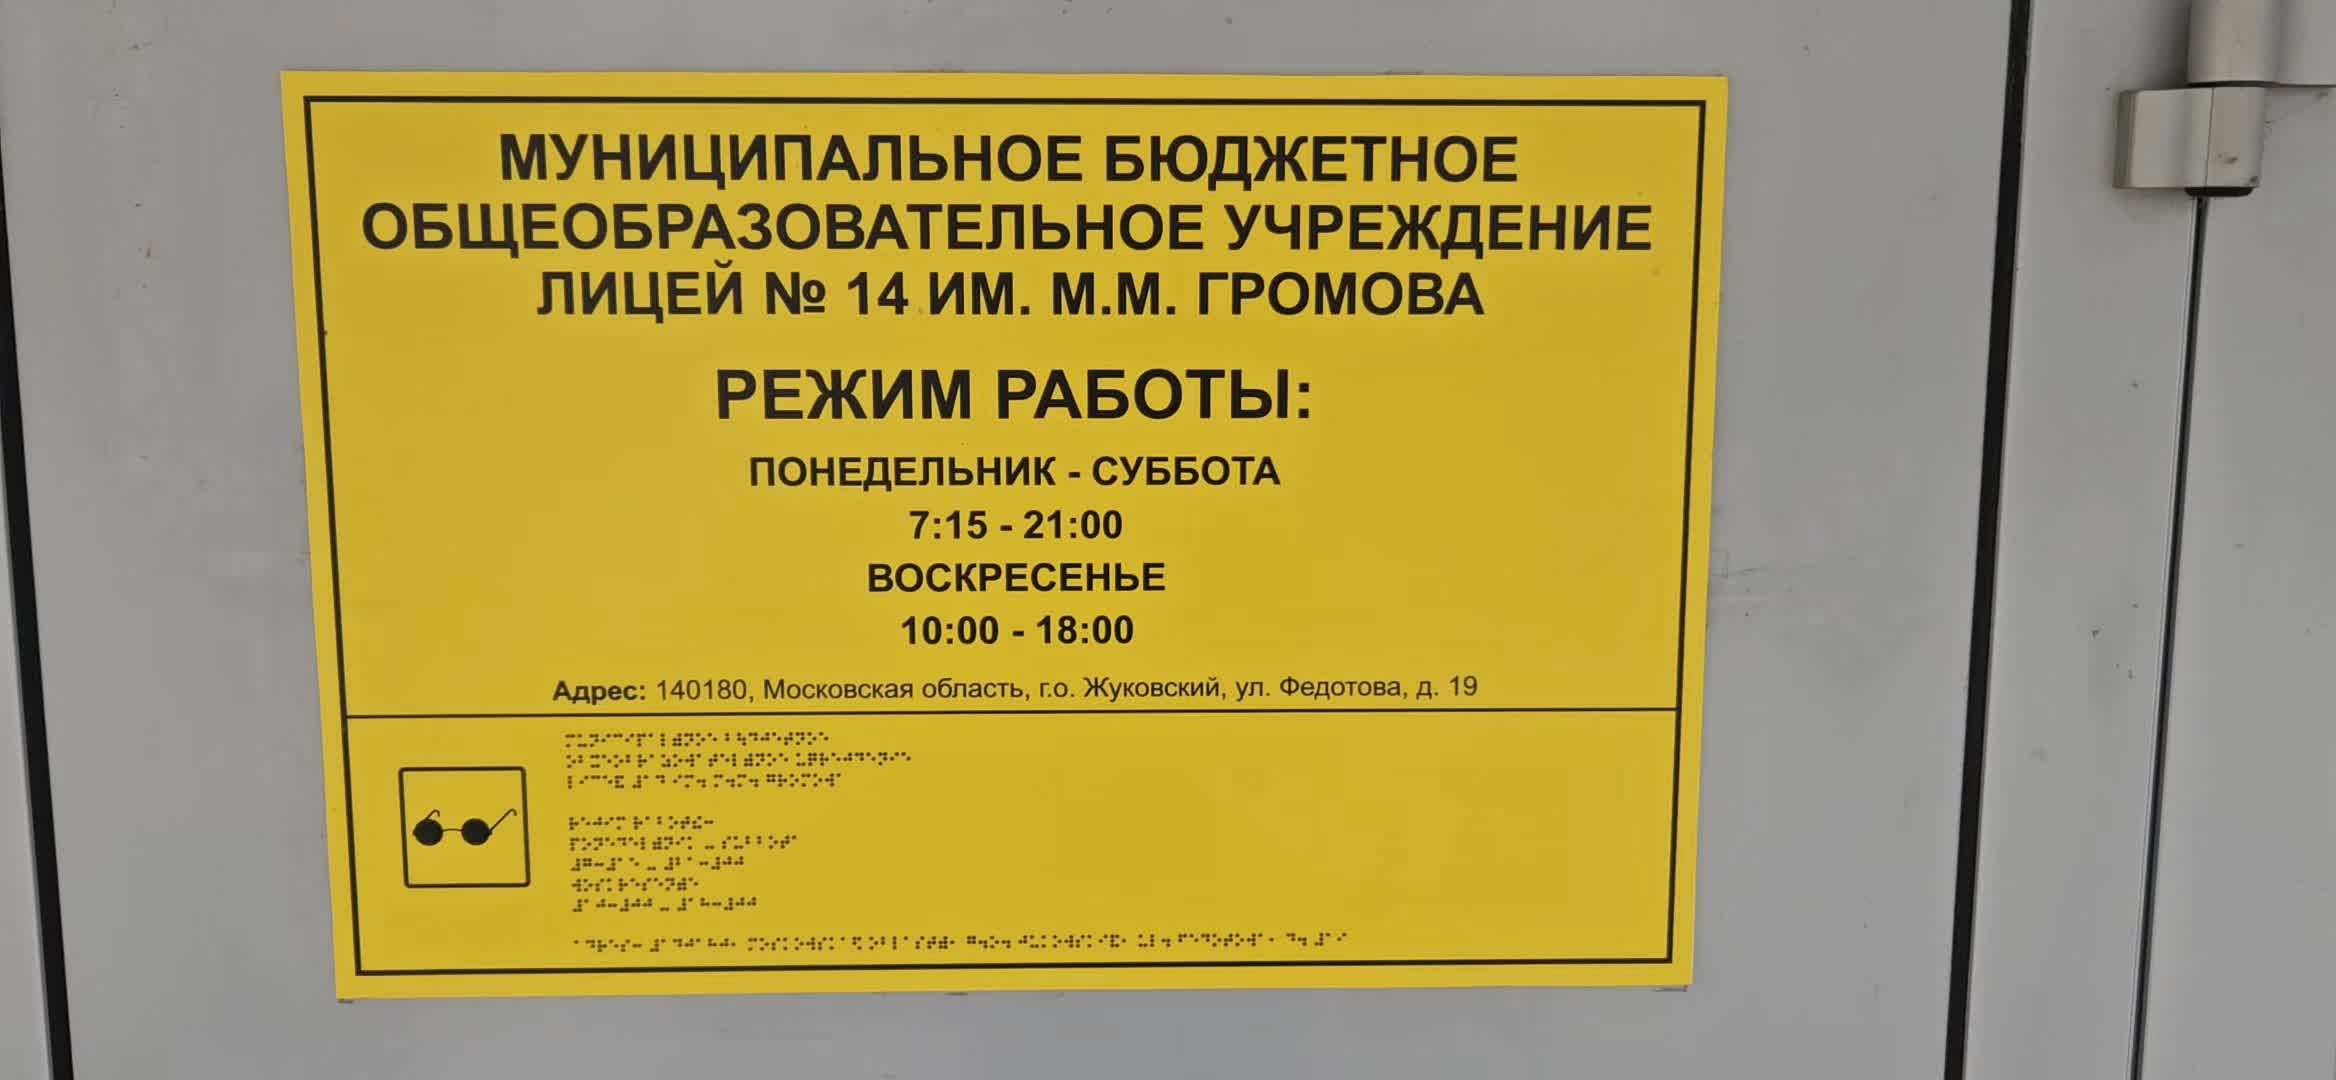 МУНИЦИПАЛЬНОЕ БЮДЖЕТНОЕ
ОБЩЕОБРАЗОВАТЕЛЬНОЕ УЧРЕЖДЕНИЕ
ЛИЦЕЙ № 14 ИМ. М.М. ГРОМОВА
РЕЖИМ РАБОТЫ:
ПОНЕДЕЛЬНИК - СУББОТА
7:15 - 21:00
ВОСКРЕСЕНЬЕ
10:00 - 18:00
Адрес: 140180, Московская область, г.о. Жуковский, ул. Федотова, д. 19